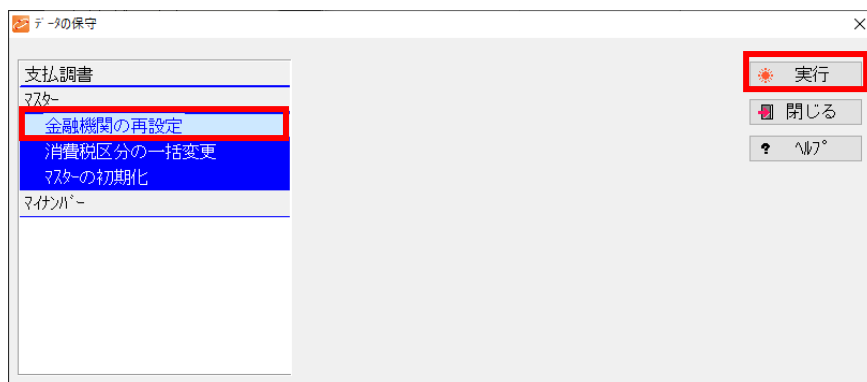 ﾃﾞｰﾀの保守
支払調書
ﾏｽﾀｰ
金融機関の再設定
消費税区分の一括変更
ﾏｽﾀｰの初期化
ﾏｲﾅﾝﾊﾞｰ
実行
閉じる
? ﾍﾙﾌﾟ